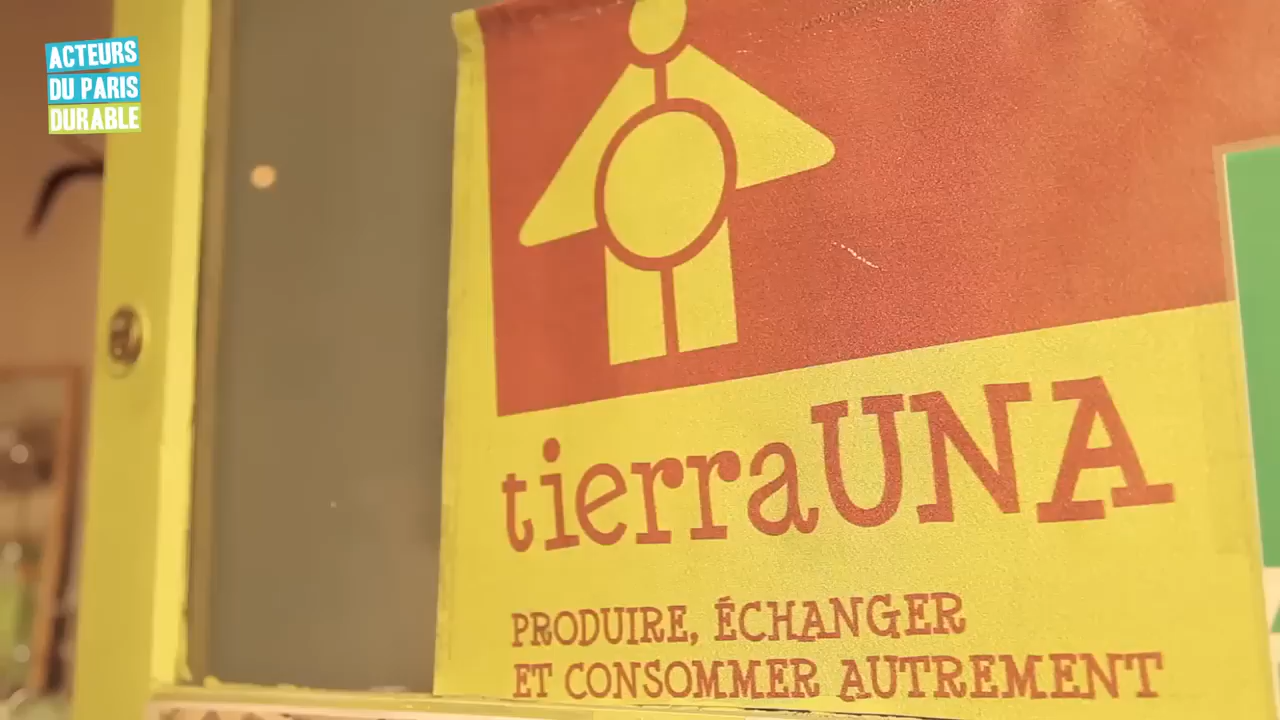 ACTEURS
DU PARIS
DURABLE
tierraUNA
PRODUIRE, ÉCHANGER
ET CONSOMMER AUTREMENT